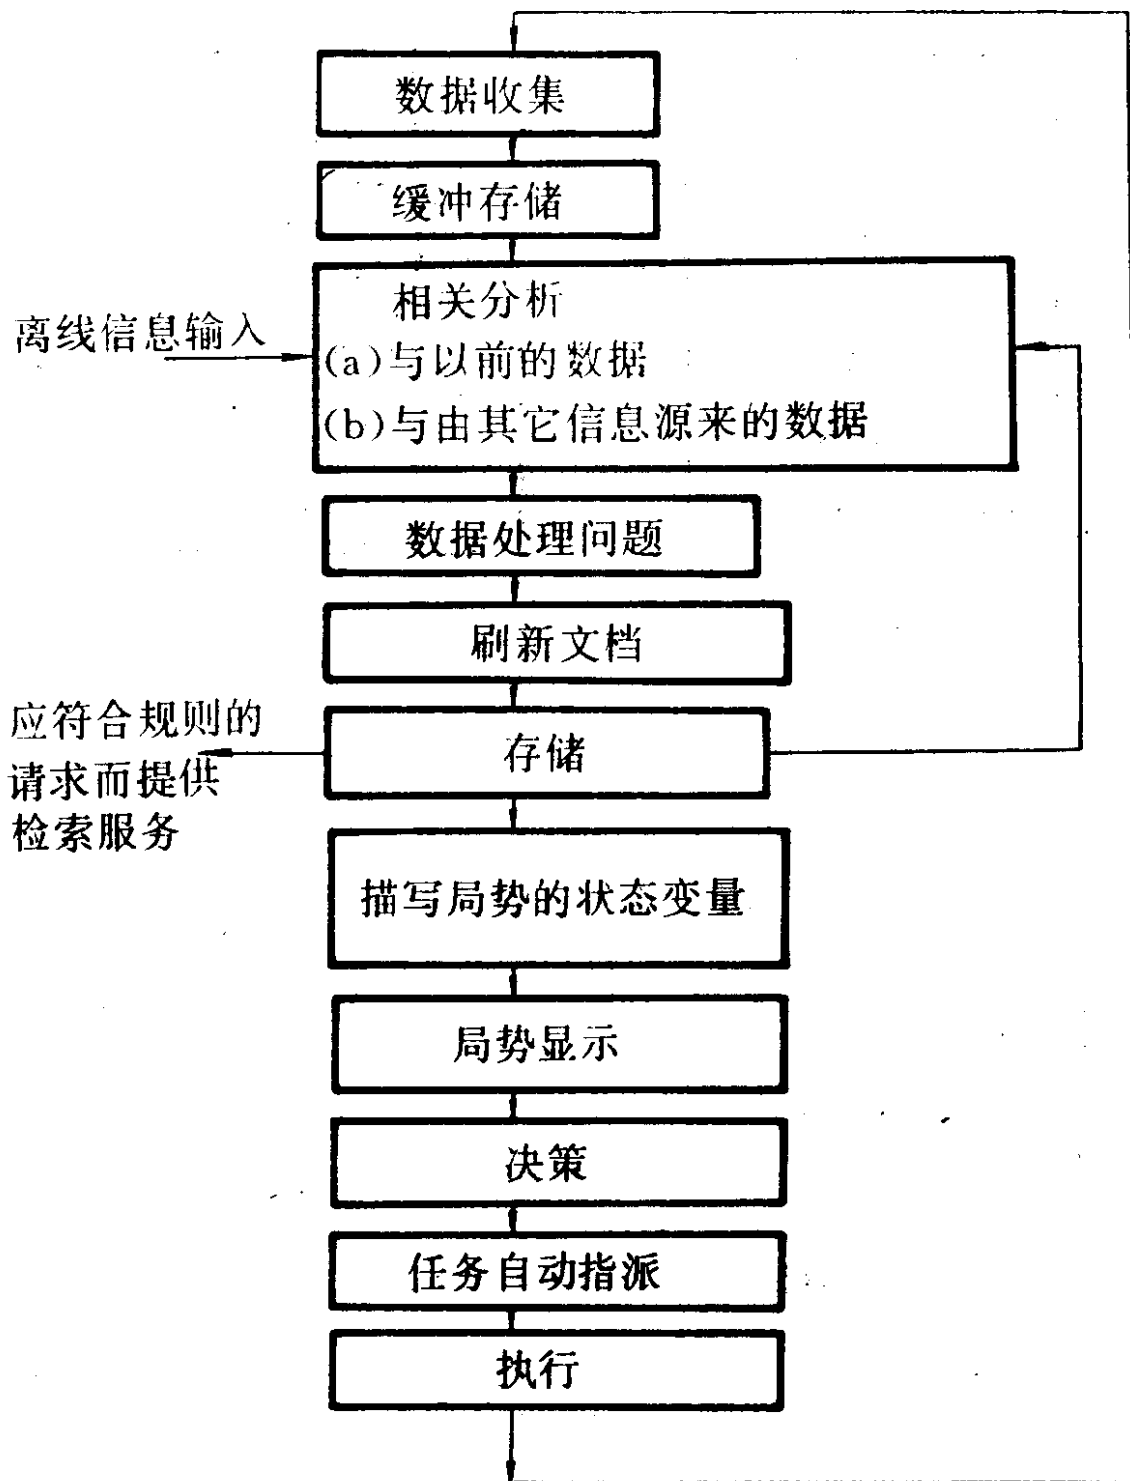 数据收集
缓冲存储
相关分析
离线信息输入
(a)与以前的数据
(b)与由其它信息源来的数据
数据处理问题
刷新文档
应符合规则的
请求而提供
检索服务
存储
描写局势的状态变量
局势显示
决策
任务自动指派
执行